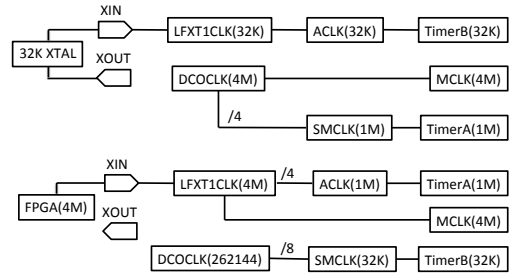 XIN
LFXT1CLK(32K) ACLK(32K) TimerB(32K)
32K XTAL
XOUT
DCOCLK(4M) MCLK(4M)
/4
SMCLK(1M) TimerA(1M)
XIN
LFXT1CLK(4M) /4 ACLK(1M) TimerA(1M)
FPGA(4M)
XOUT
MCLK(4M)
DCOCLK(262144) /8 SMCLK(32K) TimerB(32K)